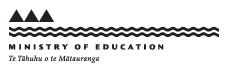 MINISTRY OF EDUCATION
Te Tāhuhu o te Mātauranga